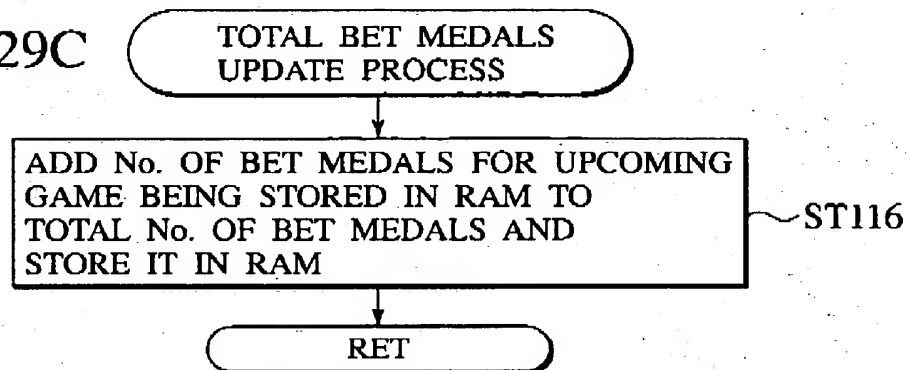 29C
TOTAL BET MEDALS
UPDATE PROCESS
ADD No. OF BET MEDALS FOR UPCOMING
GAME BEING STORED IN RAM TO
TOTAL No. OF BET MEDALS AND
STORE IT IN RAM
ST116
RET